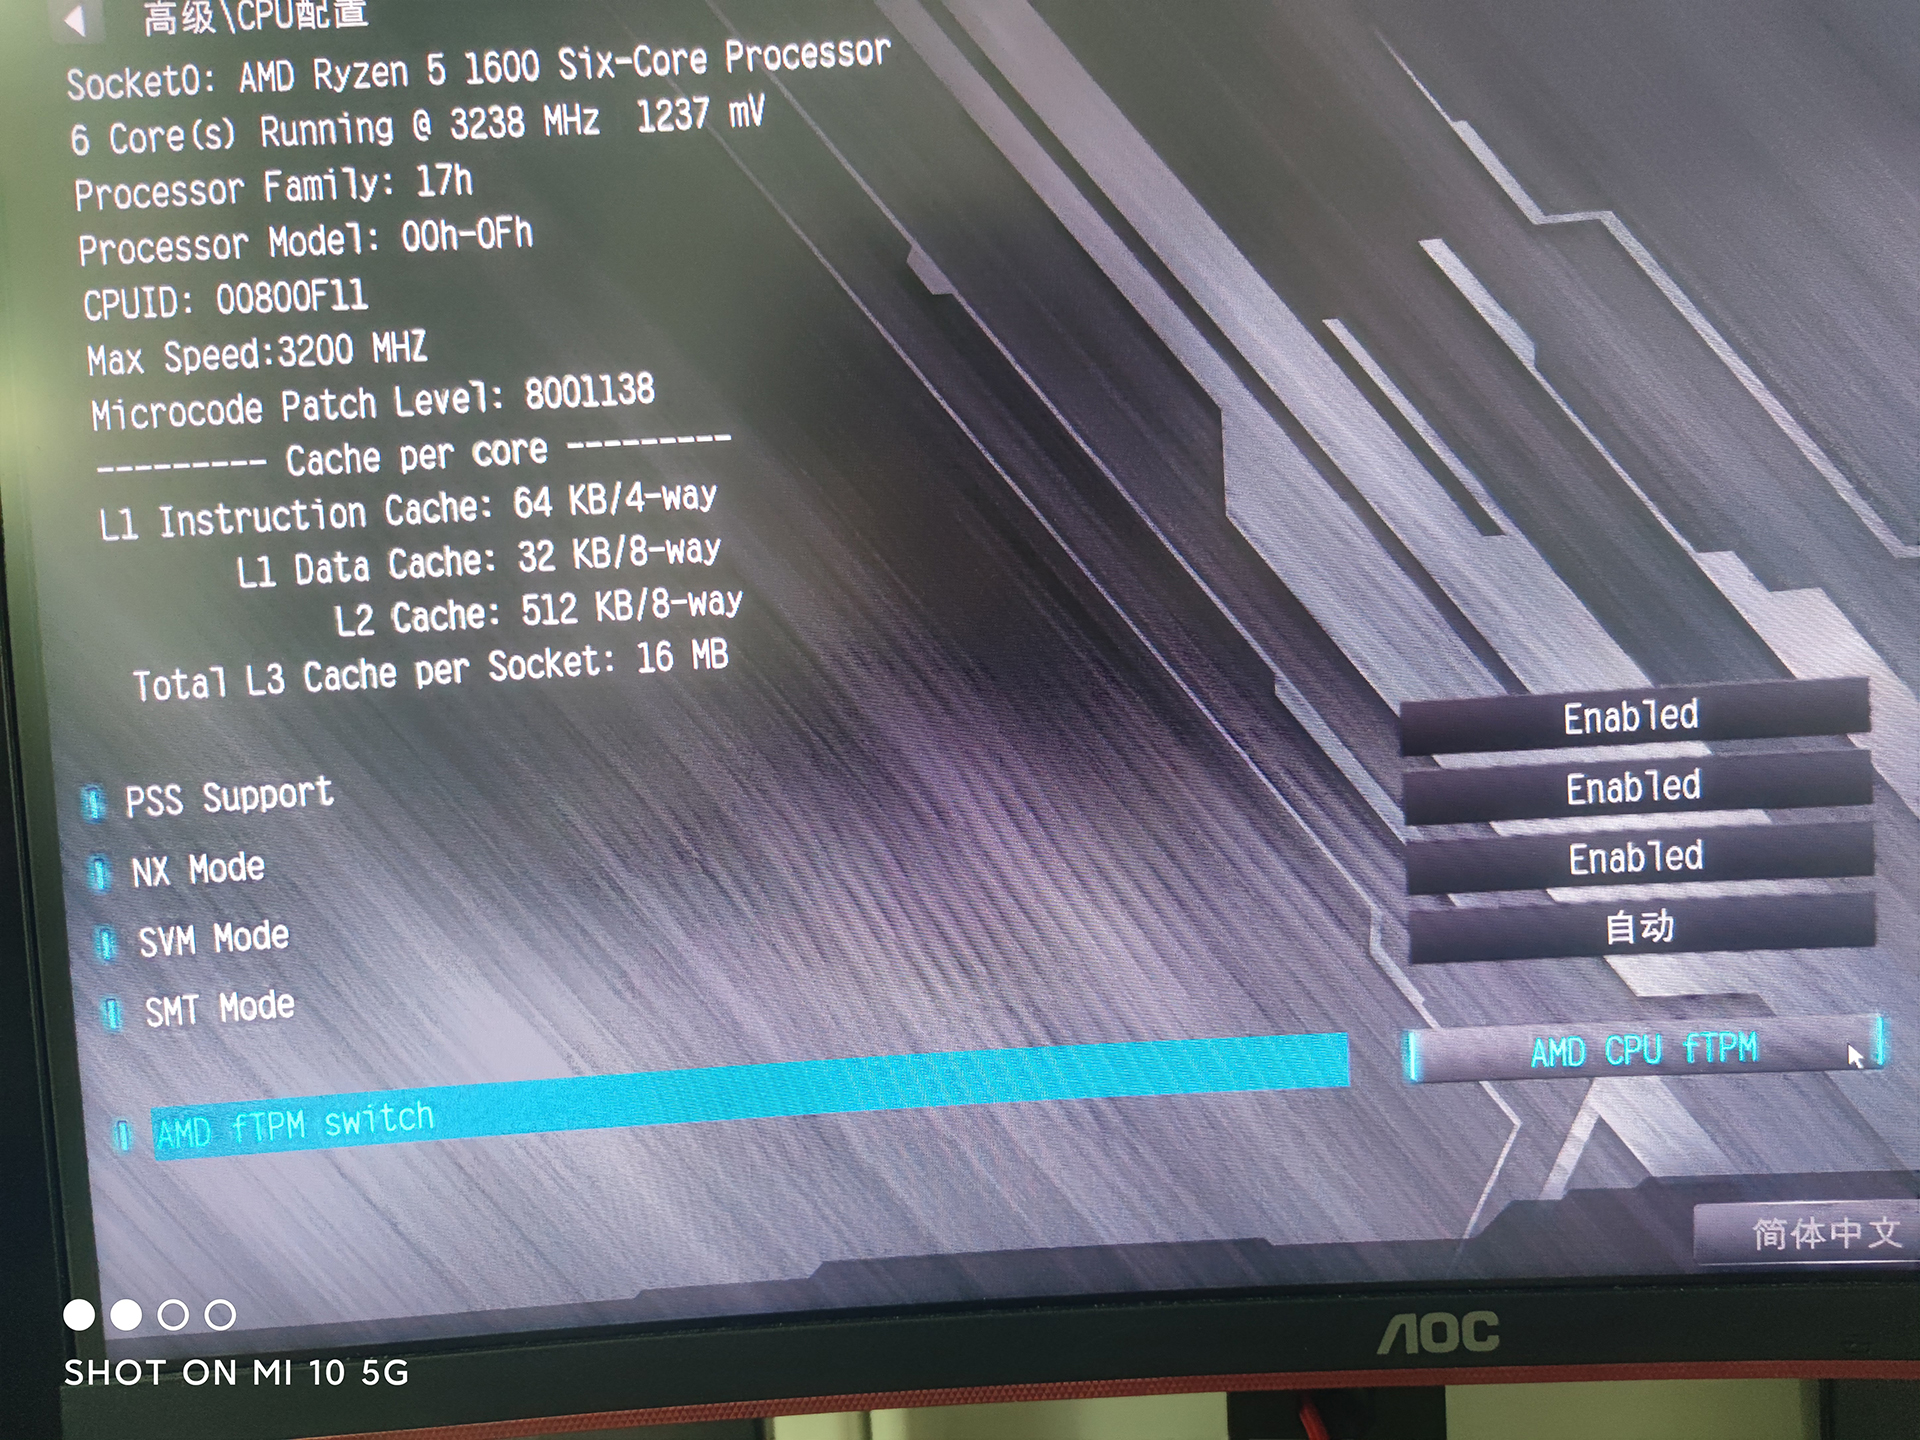 高级\CPU配置
Socket0: AMD Ryzen 5 1600 Six-Core Processor
6 Core(s) Running @ 3238 MHz 1237 mV
Processor Family: 17h
Processor Model: 00h-0Fh
CPUID: 00800F11
Max Speed:3200 MHZ
Microcode Patch Level: 8001138
--------- Cache per core ---------
L1 Instruction Cache: 64 KB/4-way
L1 Data Cache: 32 KB/8-way
L2 Cache: 512 KB/8-way
Total L3 Cache per Socket: 16 MB
PSS Support Enabled
NX Mode Enabled
SVM Mode Enabled
SMT Mode 自动
AMD fTPM switch AMD CPU fTPM
简体中文
AOC
SHOT ON MI 10 5G